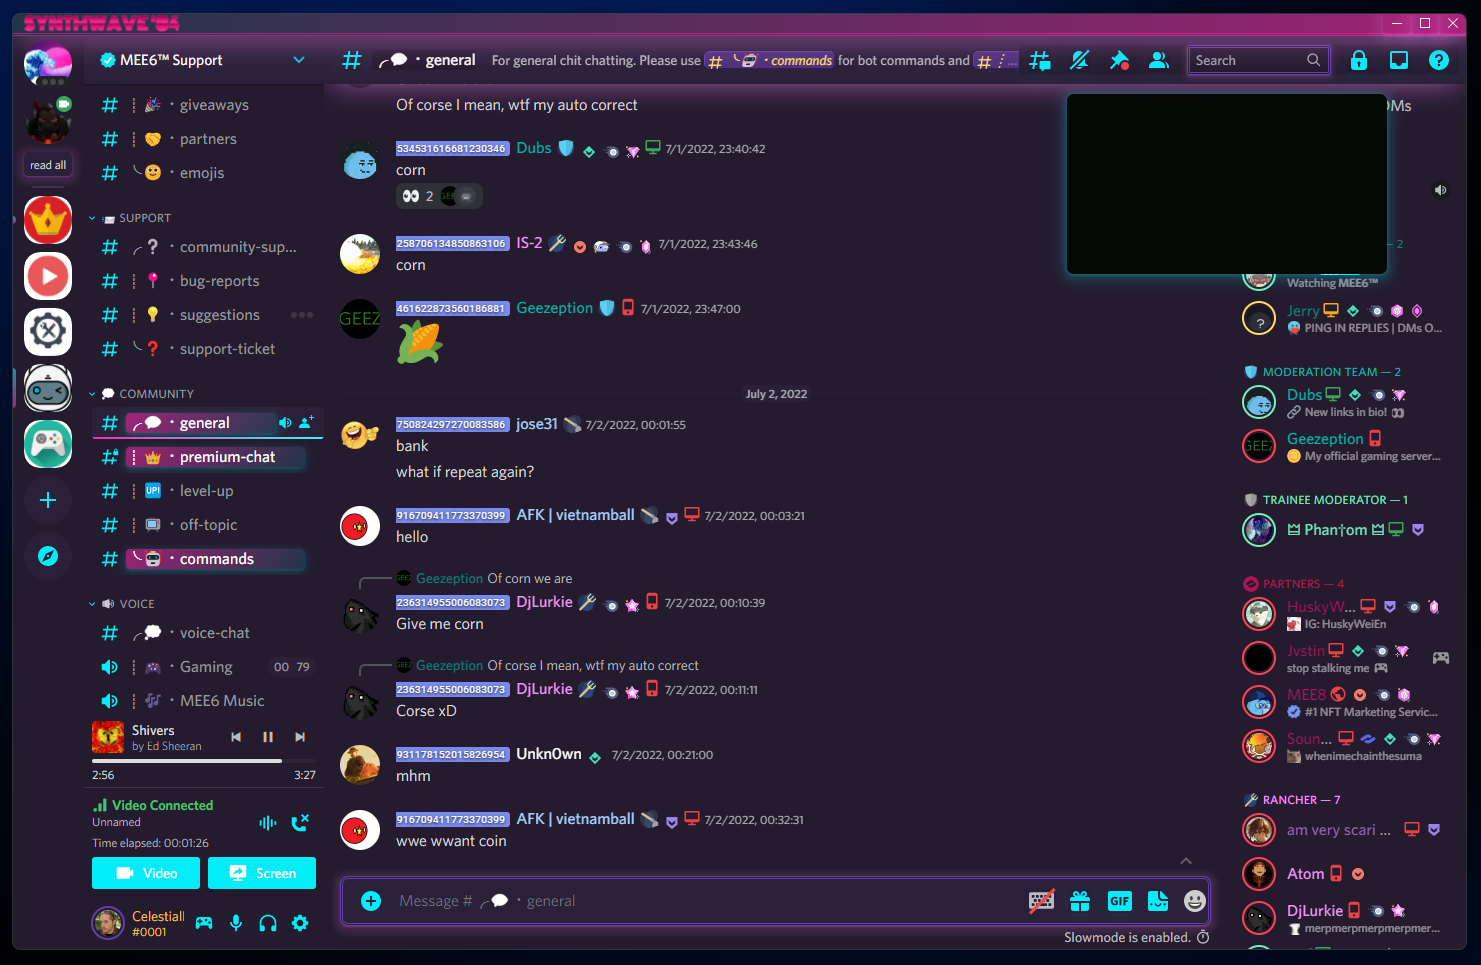 SYNTHWAVE'84
read all
MEE6™ Support
# ┊ · giveaways
# ┊ · partners
# · emojis
SUPPORT
# ? · community-sup...
# ┊ · bug-reports
# ┊ · suggestions
# ? · support-ticket
COMMUNITY
# · general
# ┊ · premium-chat
# ┊ UP! · level-up
# ┊ · off-topic
# · commands
VOICE
# · voice-chat
┊ · Gaming 00 79
┊ · MEE6 Music
Shivers
by Ed Sheeran
2:56 3:27
Video Connected
Unnamed
Time elapsed: 00:01:26
Video Screen
Celestiall
#0001
# · general For general chit chatting. Please use # · commands for bot commands and # ┊...
Search
Of corse I mean, wtf my auto correct
534531616681230346 Dubs 7/1/2022, 23:40:42
corn
👀 2
258706134850863106 IS-2 7/1/2022, 23:43:46
corn
GEEZ
461622873560186881 Geezeption 7/1/2022, 23:47:00
🌽
July 2, 2022
750824297270083586 jose31 7/2/2022, 00:01:55
bank
what if repeat again?
916709411773370399 AFK | vietnamball 7/2/2022, 00:03:21
hello
Geezeption Of corn we are
236314955006083073 DjLurkie 7/2/2022, 00:10:39
Give me corn
Geezeption Of corse I mean, wtf my auto correct
236314955006083073 DjLurkie 7/2/2022, 00:11:11
Corse xD
931178152015826954 Unkn0wn 7/2/2022, 00:21:00
mhm
916709411773370399 AFK | vietnamball 7/2/2022, 00:32:31
wwe wwant coin
Message # · general
GIF
Slowmode is enabled.
DMs
– 2
Watching MEE6™
Jerry
PING IN REPLIES | DMs O...
MODERATION TEAM — 2
Dubs
New links in bio!
GEEZ
Geezeption
My official gaming server...
TRAINEE MODERATOR — 1
Phan†om
PARTNERS — 4
HuskyW...
IG: HuskyWeiEn
Jvstin
stop stalking me
MEE8
#1 NFT Marketing Servic...
Soun...
whenimechainthesuma
RANCHER — 7
am very scari ...
Atom
DjLurkie
merpmerpmerpmerpmer...